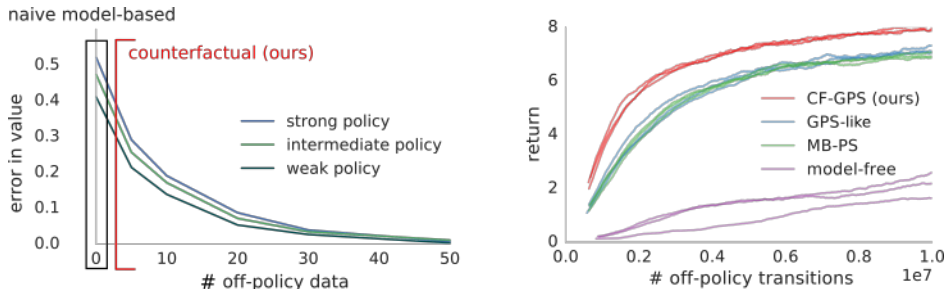 naive model-based
counterfactual (ours)
error in value
0.5
0.4
0.3
0.2
0.1
0.0
strong policy
intermediate policy
weak policy
0 10 20 30 40 50
# off-policy data
return
8
6
4
2
0
CF-GPS (ours)
GPS-like
MB-PS
model-free
0.0 0.2 0.4 0.6 0.8 1.0
# off-policy transitions
1e7